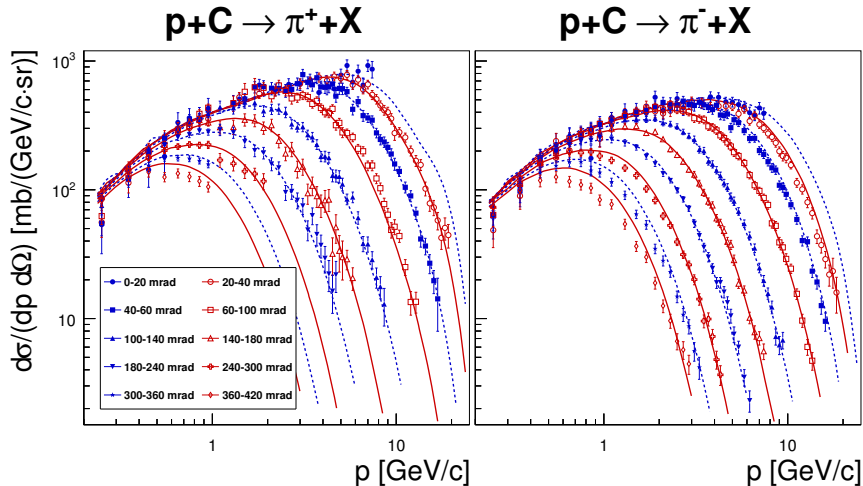 p+C → π⁺+X
p+C → π⁻+X
dσ/(dp dΩ) [mb/(GeV/c·sr)]
10³
10²
10
0-20 mrad
20-40 mrad
40-60 mrad
60-100 mrad
100-140 mrad
140-180 mrad
180-240 mrad
240-300 mrad
300-360 mrad
360-420 mrad
1
10
1
10
p [GeV/c]
p [GeV/c]